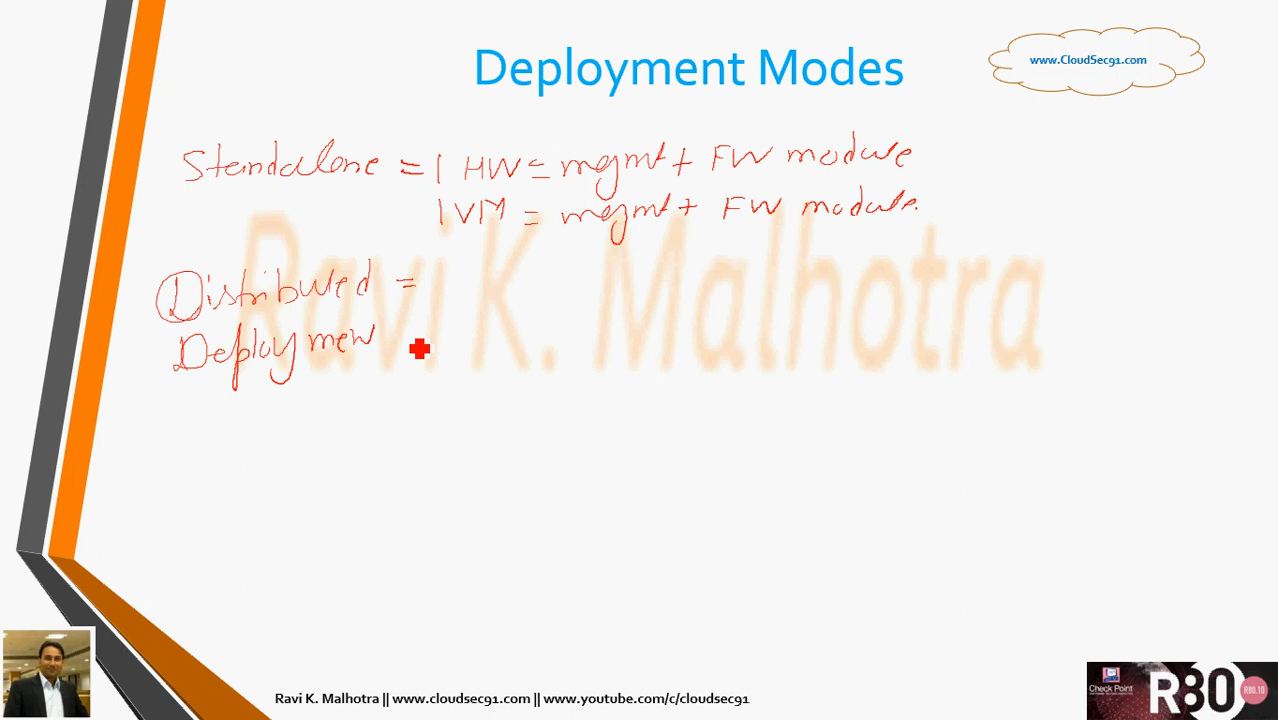 Deployment Modes
www.CloudSec91.com
Standalone = 1 HW = mgmt + FW module
1 VM = mgmt + FW module.
Distributed =
Deploymen
Ravi K. Malhotra
Ravi K. Malhotra || www.cloudsec91.com || www.youtube.com/c/cloudsec91
Check Point
R80
R80.10